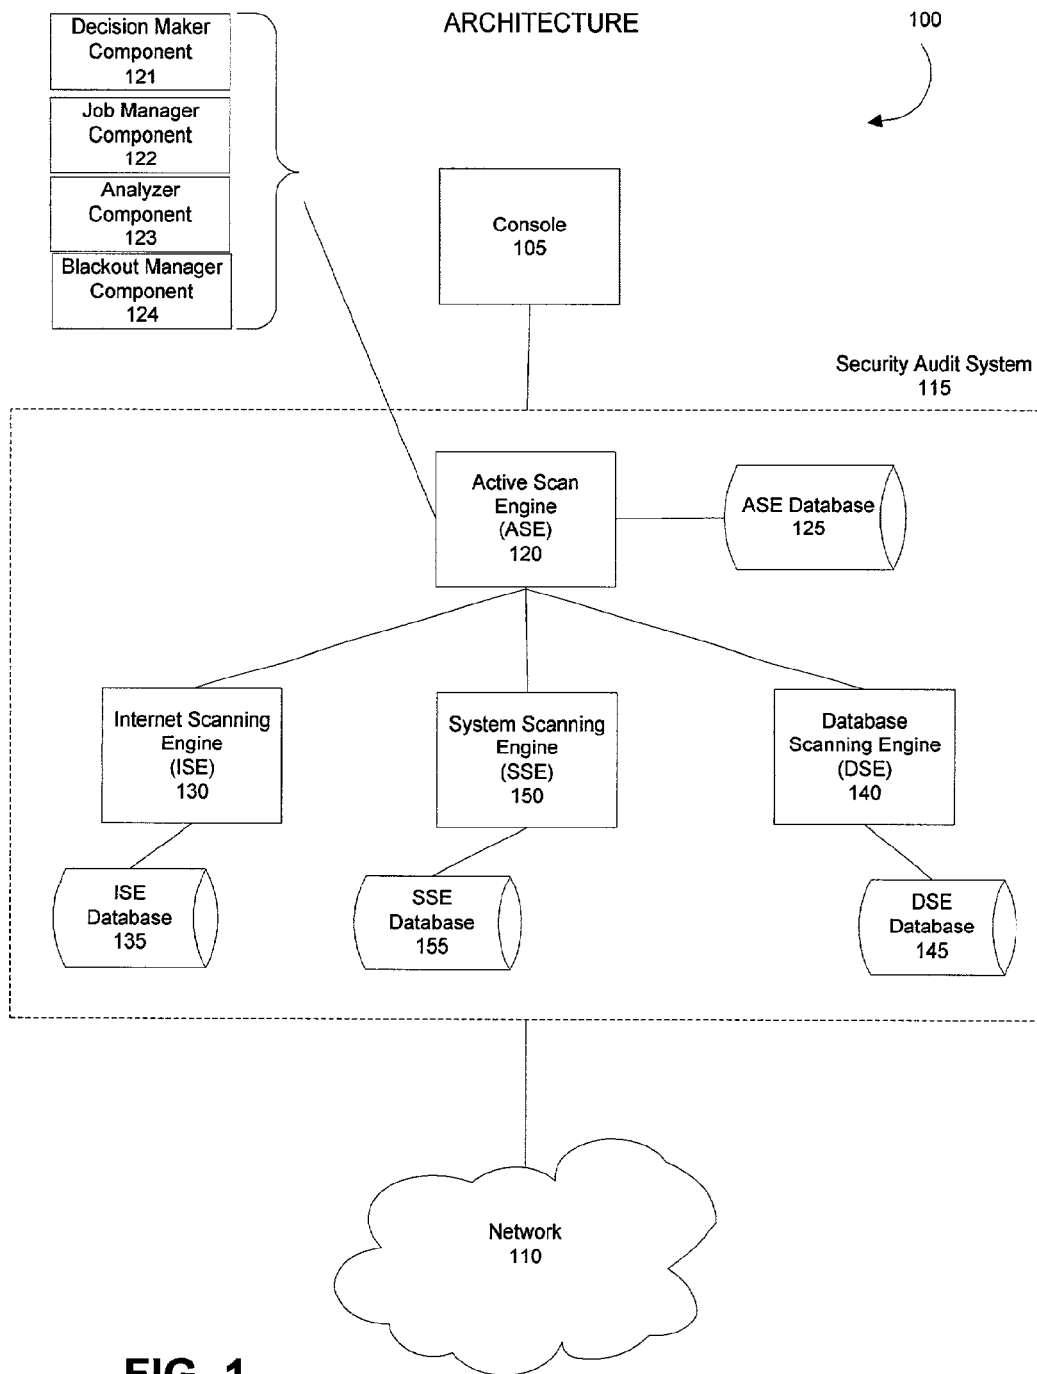 ARCHITECTURE
100
Decision Maker
Component
121
Job Manager
Component
122
Analyzer
Component
123
Blackout Manager
Component
124
Console
105
Security Audit System
115
Active Scan
Engine
(ASE)
120
ASE Database
125
Internet Scanning
Engine
(ISE)
130
System Scanning
Engine
(SSE)
150
Database
Scanning Engine
(DSE)
140
ISE
Database
135
SSE
Database
155
DSE
Database
145
Network
110
FIG. 1